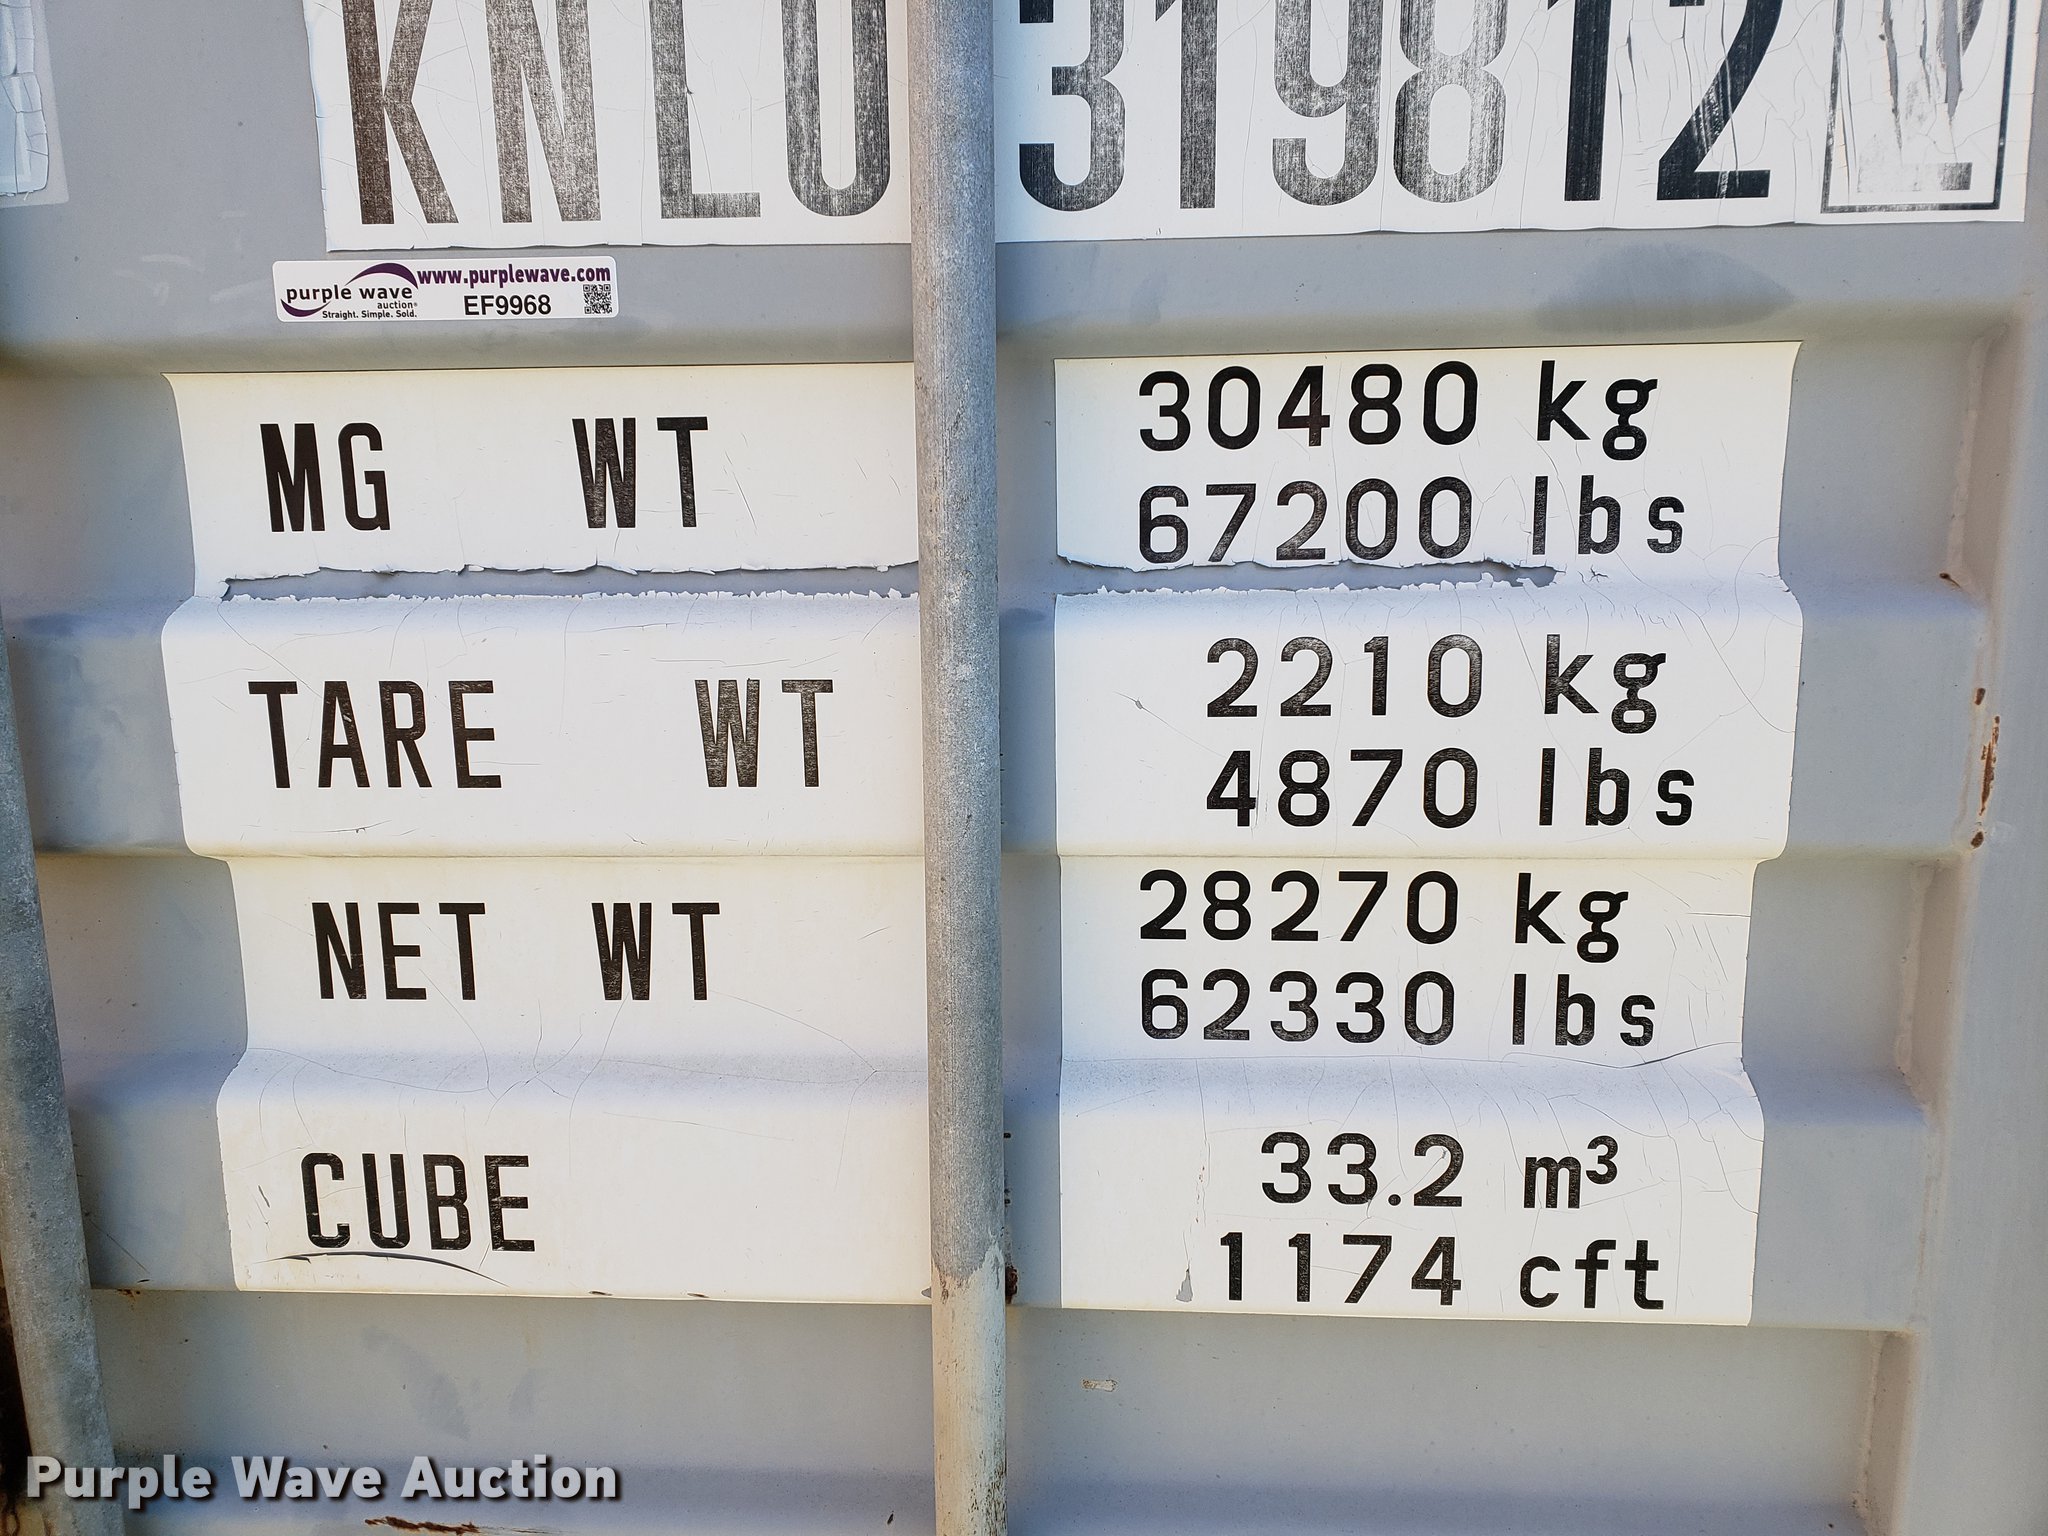 KNLU 319812 2
purple wave auction® www.purplewave.com
Straight. Simple. Sold. EF9968
MG WT 30480 kg
67200 lbs
TARE WT 2210 kg
4870 lbs
NET WT 28270 kg
62330 lbs
CUBE 33.2 m³
1174 cft
Purple Wave Auction